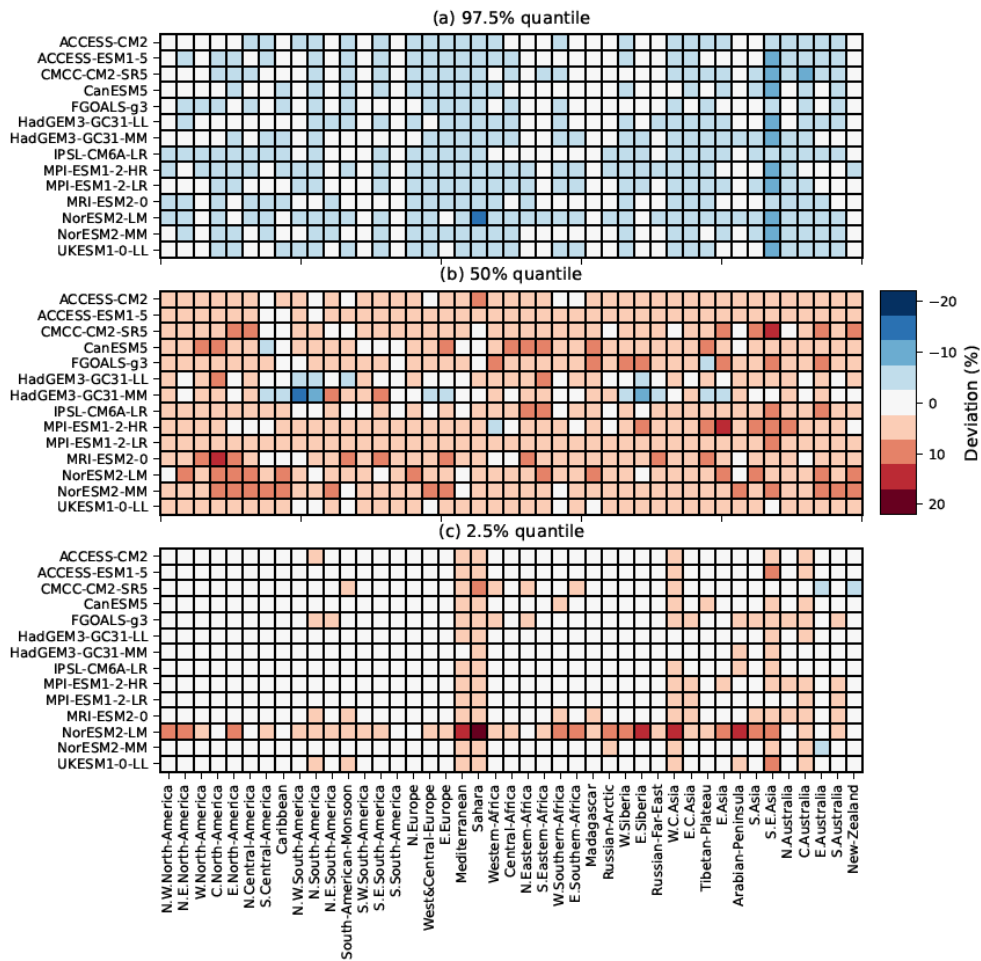 (a) 97.5% quantile
ACCESS-CM2
ACCESS-ESM1-5
CMCC-CM2-SR5
CanESM5
FGOALS-g3
HadGEM3-GC31-LL
HadGEM3-GC31-MM
IPSL-CM6A-LR
MPI-ESM1-2-HR
MPI-ESM1-2-LR
MRI-ESM2-0
NorESM2-LM
NorESM2-MM
UKESM1-0-LL
(b) 50% quantile
ACCESS-CM2
ACCESS-ESM1-5
CMCC-CM2-SR5
CanESM5
FGOALS-g3
HadGEM3-GC31-LL
HadGEM3-GC31-MM
IPSL-CM6A-LR
MPI-ESM1-2-HR
MPI-ESM1-2-LR
MRI-ESM2-0
NorESM2-LM
NorESM2-MM
UKESM1-0-LL
−20
−10
0
10
20
Deviation (%)
(c) 2.5% quantile
ACCESS-CM2
ACCESS-ESM1-5
CMCC-CM2-SR5
CanESM5
FGOALS-g3
HadGEM3-GC31-LL
HadGEM3-GC31-MM
IPSL-CM6A-LR
MPI-ESM1-2-HR
MPI-ESM1-2-LR
MRI-ESM2-0
NorESM2-LM
NorESM2-MM
UKESM1-0-LL
N.W.North-America
N.E.North-America
W.North-America
C.North-America
E.North-America
N.Central-America
S.Central-America
Caribbean
N.W.South-America
N.South-America
N.E.South-America
South-American-Monsoon
S.W.South-America
S.E.South-America
S.South-America
N.Europe
West&Central-Europe
E.Europe
Mediterranean
Sahara
Western-Africa
Central-Africa
N.Eastern-Africa
S.Eastern-Africa
W.Southern-Africa
E.Southern-Africa
Madagascar
Russian-Arctic
W.Siberia
E.Siberia
Russian-Far-East
W.C.Asia
E.C.Asia
Tibetan-Plateau
E.Asia
Arabian-Peninsula
S.Asia
S.E.Asia
N.Australia
C.Australia
E.Australia
S.Australia
New-Zealand